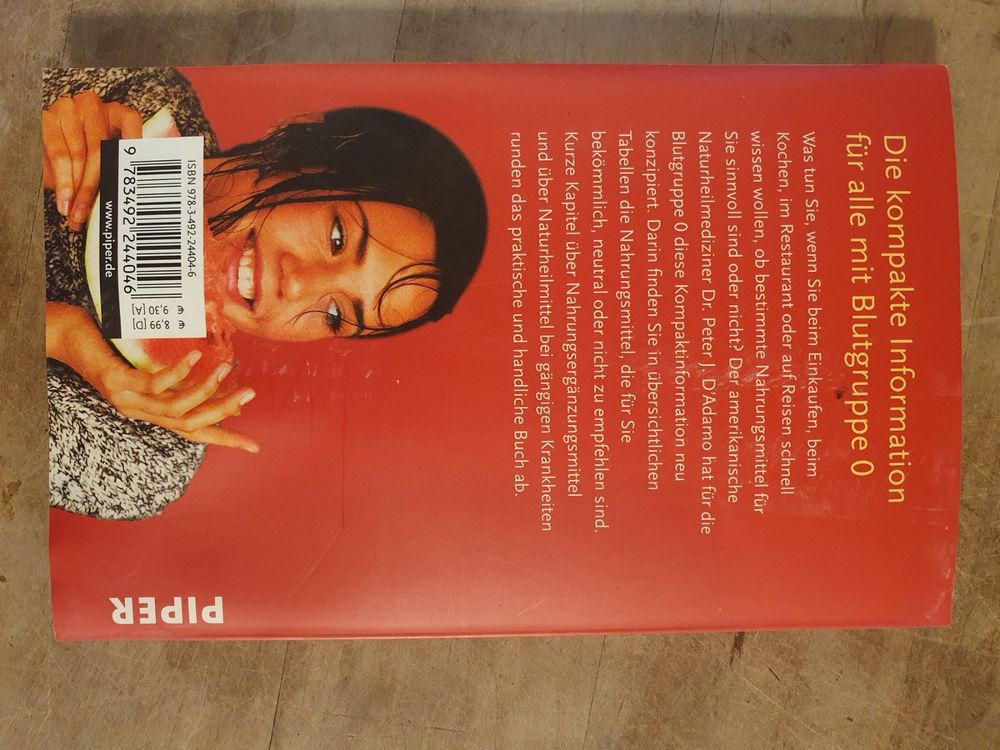 Die kompakte Information
für alle mit Blutgruppe 0
Was tun Sie, wenn Sie beim Einkaufen, beim
Kochen, im Restaurant oder auf Reisen schnell
wissen wollen, ob bestimmte Nahrungsmittel für
Sie sinnvoll sind oder nicht? Der amerikanische
Naturheilmediziner Dr. Peter J. D'Adamo hat für die
Blutgruppe 0 diese Kompaktinformation neu
konzipiert. Darin finden Sie in übersichtlichen
Tabellen die Nahrungsmittel, die für Sie
bekömmlich, neutral oder nicht zu empfehlen sind.
Kurze Kapitel über Nahrungsergänzungsmittel
und über Naturheilmittel bei gängigen Krankheiten
runden das praktische und handliche Buch ab.
ISBN 978-3-492-24404-6
9 783492 244046
€ 8,99 [D]
€ 9,30 [A]
www.piper.de
PIPER